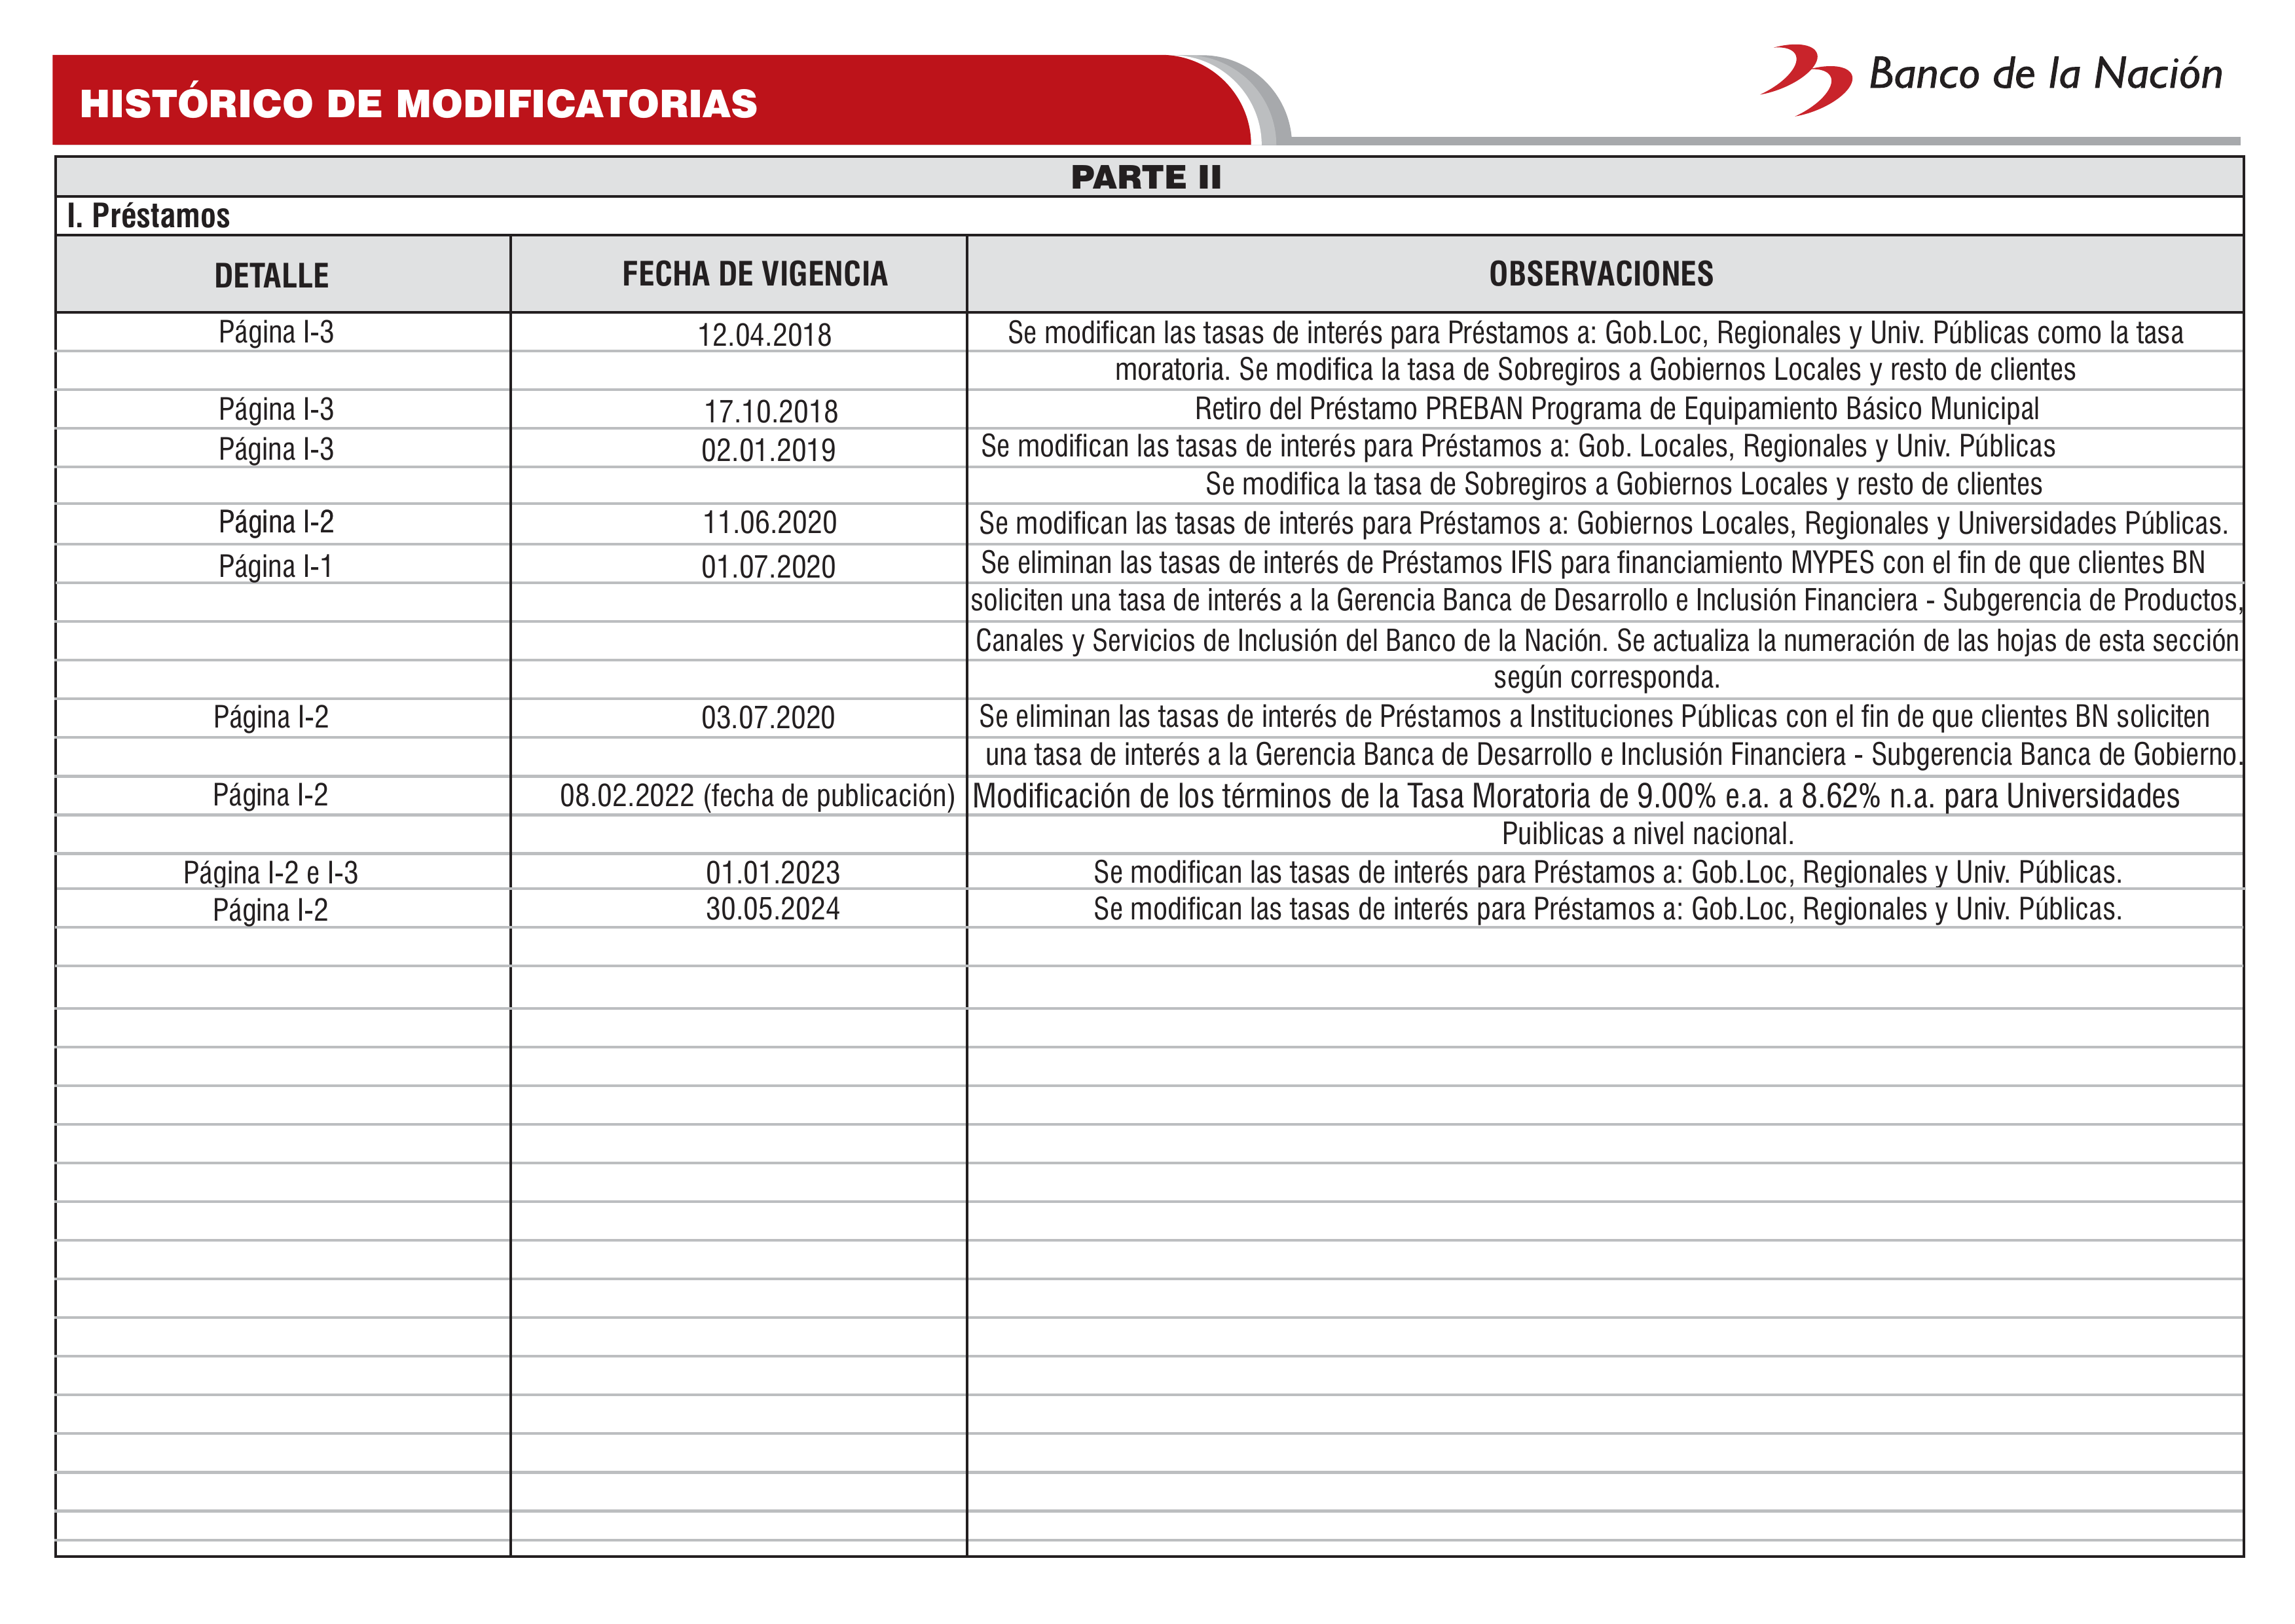 HISTÓRICO DE MODIFICATORIAS
Banco de la Nación
PARTE II
I. Préstamos
DETALLE FECHA DE VIGENCIA OBSERVACIONES
Página I-3 12.04.2018 Se modifican las tasas de interés para Préstamos a: Gob.Loc, Regionales y Univ. Públicas como la tasa
moratoria. Se modifica la tasa de Sobregiros a Gobiernos Locales y resto de clientes
Página I-3 17.10.2018 Retiro del Préstamo PREBAN Programa de Equipamiento Básico Municipal
Página I-3 02.01.2019 Se modifican las tasas de interés para Préstamos a: Gob. Locales, Regionales y Univ. Públicas
Se modifica la tasa de Sobregiros a Gobiernos Locales y resto de clientes
Página I-2 11.06.2020 Se modifican las tasas de interés para Préstamos a: Gobiernos Locales, Regionales y Universidades Públicas.
Página I-1 01.07.2020 Se eliminan las tasas de interés de Préstamos IFIS para financiamiento MYPES con el fin de que clientes BN
soliciten una tasa de interés a la Gerencia Banca de Desarrollo e Inclusión Financiera - Subgerencia de Productos,
Canales y Servicios de Inclusión del Banco de la Nación. Se actualiza la numeración de las hojas de esta sección
según corresponda.
Página I-2 03.07.2020 Se eliminan las tasas de interés de Préstamos a Instituciones Públicas con el fin de que clientes BN soliciten
una tasa de interés a la Gerencia Banca de Desarrollo e Inclusión Financiera - Subgerencia Banca de Gobierno.
Página I-2 08.02.2022 (fecha de publicación) Modificación de los términos de la Tasa Moratoria de 9.00% e.a. a 8.62% n.a. para Universidades
Puiblicas a nivel nacional.
Página I-2 e I-3 01.01.2023 Se modifican las tasas de interés para Préstamos a: Gob.Loc, Regionales y Univ. Públicas.
Página I-2 30.05.2024 Se modifican las tasas de interés para Préstamos a: Gob.Loc, Regionales y Univ. Públicas.